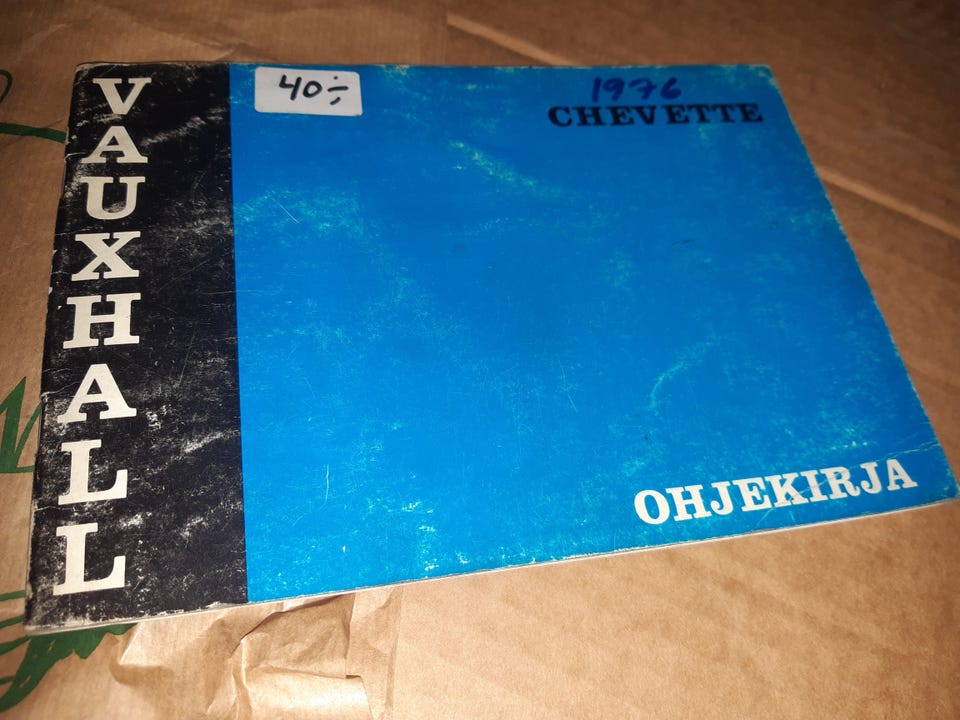 VAUXHALL
40:-
1976
CHEVETTE
OHJEKIRJA